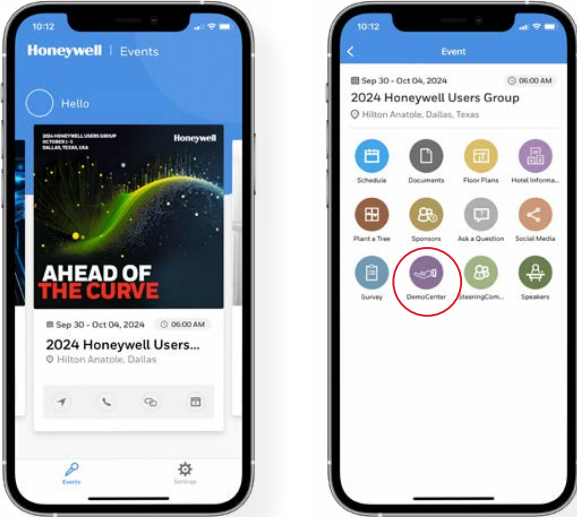 10:12
Honeywell | Events
Hello
2024 HONEYWELL USERS GROUP
OCTOBER 1-3
DALLAS, TEXAS, USA
Honeywell
AHEAD OF
THE CURVE
Sep 30 - Oct 04, 2024
06:00 AM
2024 Honeywell Users...
Hilton Anatole, Dallas
Events
Settings
10:12
Event
Sep 30 - Oct 04, 2024
06:00 AM
2024 Honeywell Users Group
Hilton Anatole, Dallas, Texas
Schedule
Documents
Floor Plans
Hotel Informa...
Plant a Tree
Sponsors
Ask a Question
Social Media
Survey
DemoCenter
SteeringCom...
Speakers